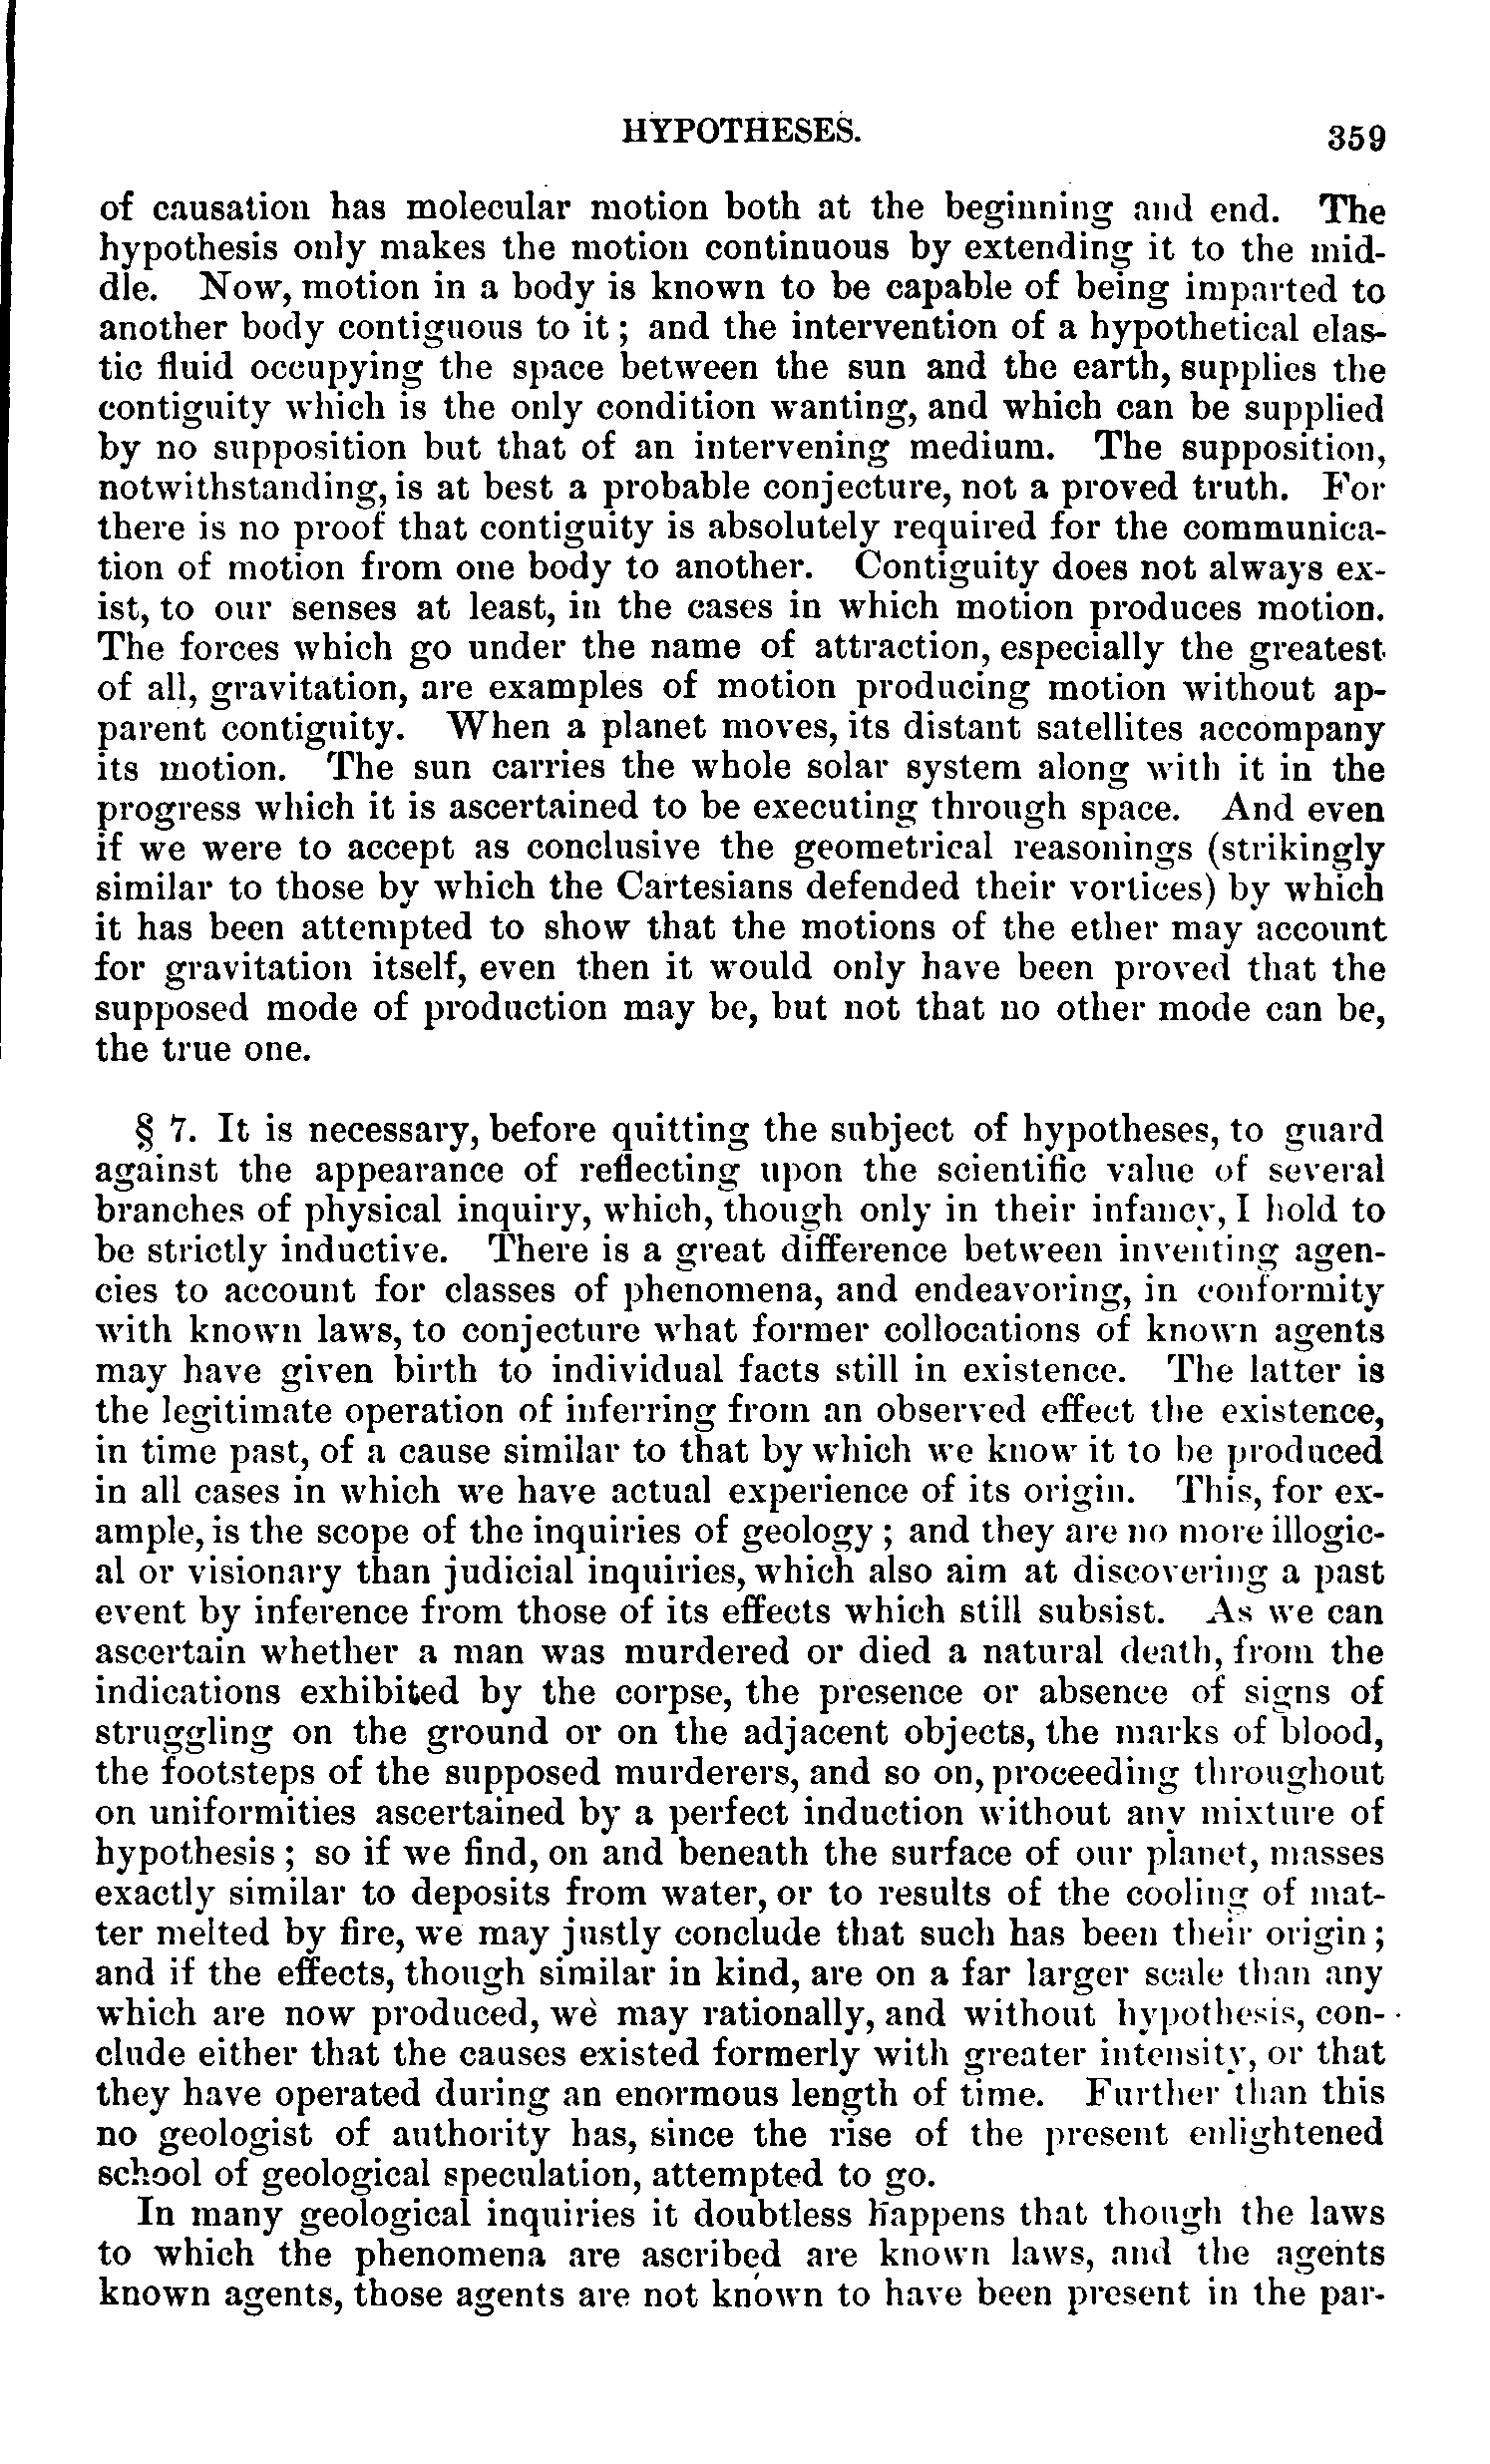 HYPOTHESES. 359
of causation has molecular motion both at the beginning and end. The
hypothesis only makes the motion continuous by extending it to the mid-
dle. Now, motion in a body is known to be capable of being imparted to
another body contiguous to it; and the intervention of a hypothetical elas-
tic fluid occupying the space between the sun and the earth, supplies the
contiguity which is the only condition wanting, and which can be supplied
by no supposition but that of an intervening medium. The supposition,
notwithstanding, is at best a probable conjecture, not a proved truth. For
there is no proof that contiguity is absolutely required for the communica-
tion of motion from one body to another. Contiguity does not always ex-
ist, to our senses at least, in the cases in which motion produces motion.
The forces which go under the name of attraction, especially the greatest
of all, gravitation, are examples of motion producing motion without ap-
parent contiguity. When a planet moves, its distant satellites accompany
its motion. The sun carries the whole solar system along with it in the
progress which it is ascertained to be executing through space. And even
if we were to accept as conclusive the geometrical reasonings (strikingly
similar to those by which the Cartesians defended their vortices) by which
it has been attempted to show that the motions of the ether may account
for gravitation itself, even then it would only have been proved that the
supposed mode of production may be, but not that no other mode can be,
the true one.
§ 7. It is necessary, before quitting the subject of hypotheses, to guard
against the appearance of reflecting upon the scientific value of several
branches of physical inquiry, which, though only in their infancy, I hold to
be strictly inductive. There is a great difference between inventing agen-
cies to account for classes of phenomena, and endeavoring, in conformity
with known laws, to conjecture what former collocations of known agents
may have given birth to individual facts still in existence. The latter is
the legitimate operation of inferring from an observed effect the existence,
in time past, of a cause similar to that by which we know it to be produced
in all cases in which we have actual experience of its origin. This, for ex-
ample, is the scope of the inquiries of geology; and they are no more illogic-
al or visionary than judicial inquiries, which also aim at discovering a past
event by inference from those of its effects which still subsist. As we can
ascertain whether a man was murdered or died a natural death, from the
indications exhibited by the corpse, the presence or absence of signs of
struggling on the ground or on the adjacent objects, the marks of blood,
the footsteps of the supposed murderers, and so on, proceeding throughout
on uniformities ascertained by a perfect induction without any mixture of
hypothesis; so if we find, on and beneath the surface of our planet, masses
exactly similar to deposits from water, or to results of the cooling of mat-
ter melted by fire, we may justly conclude that such has been their origin;
and if the effects, though similar in kind, are on a far larger scale than any
which are now produced, we may rationally, and without hypothesis, con-
clude either that the causes existed formerly with greater intensity, or that
they have operated during an enormous length of time. Further than this
no geologist of authority has, since the rise of the present enlightened
school of geological speculation, attempted to go.
In many geological inquiries it doubtless happens that though the laws
to which the phenomena are ascribed are known laws, and the agents
known agents, those agents are not known to have been present in the par-